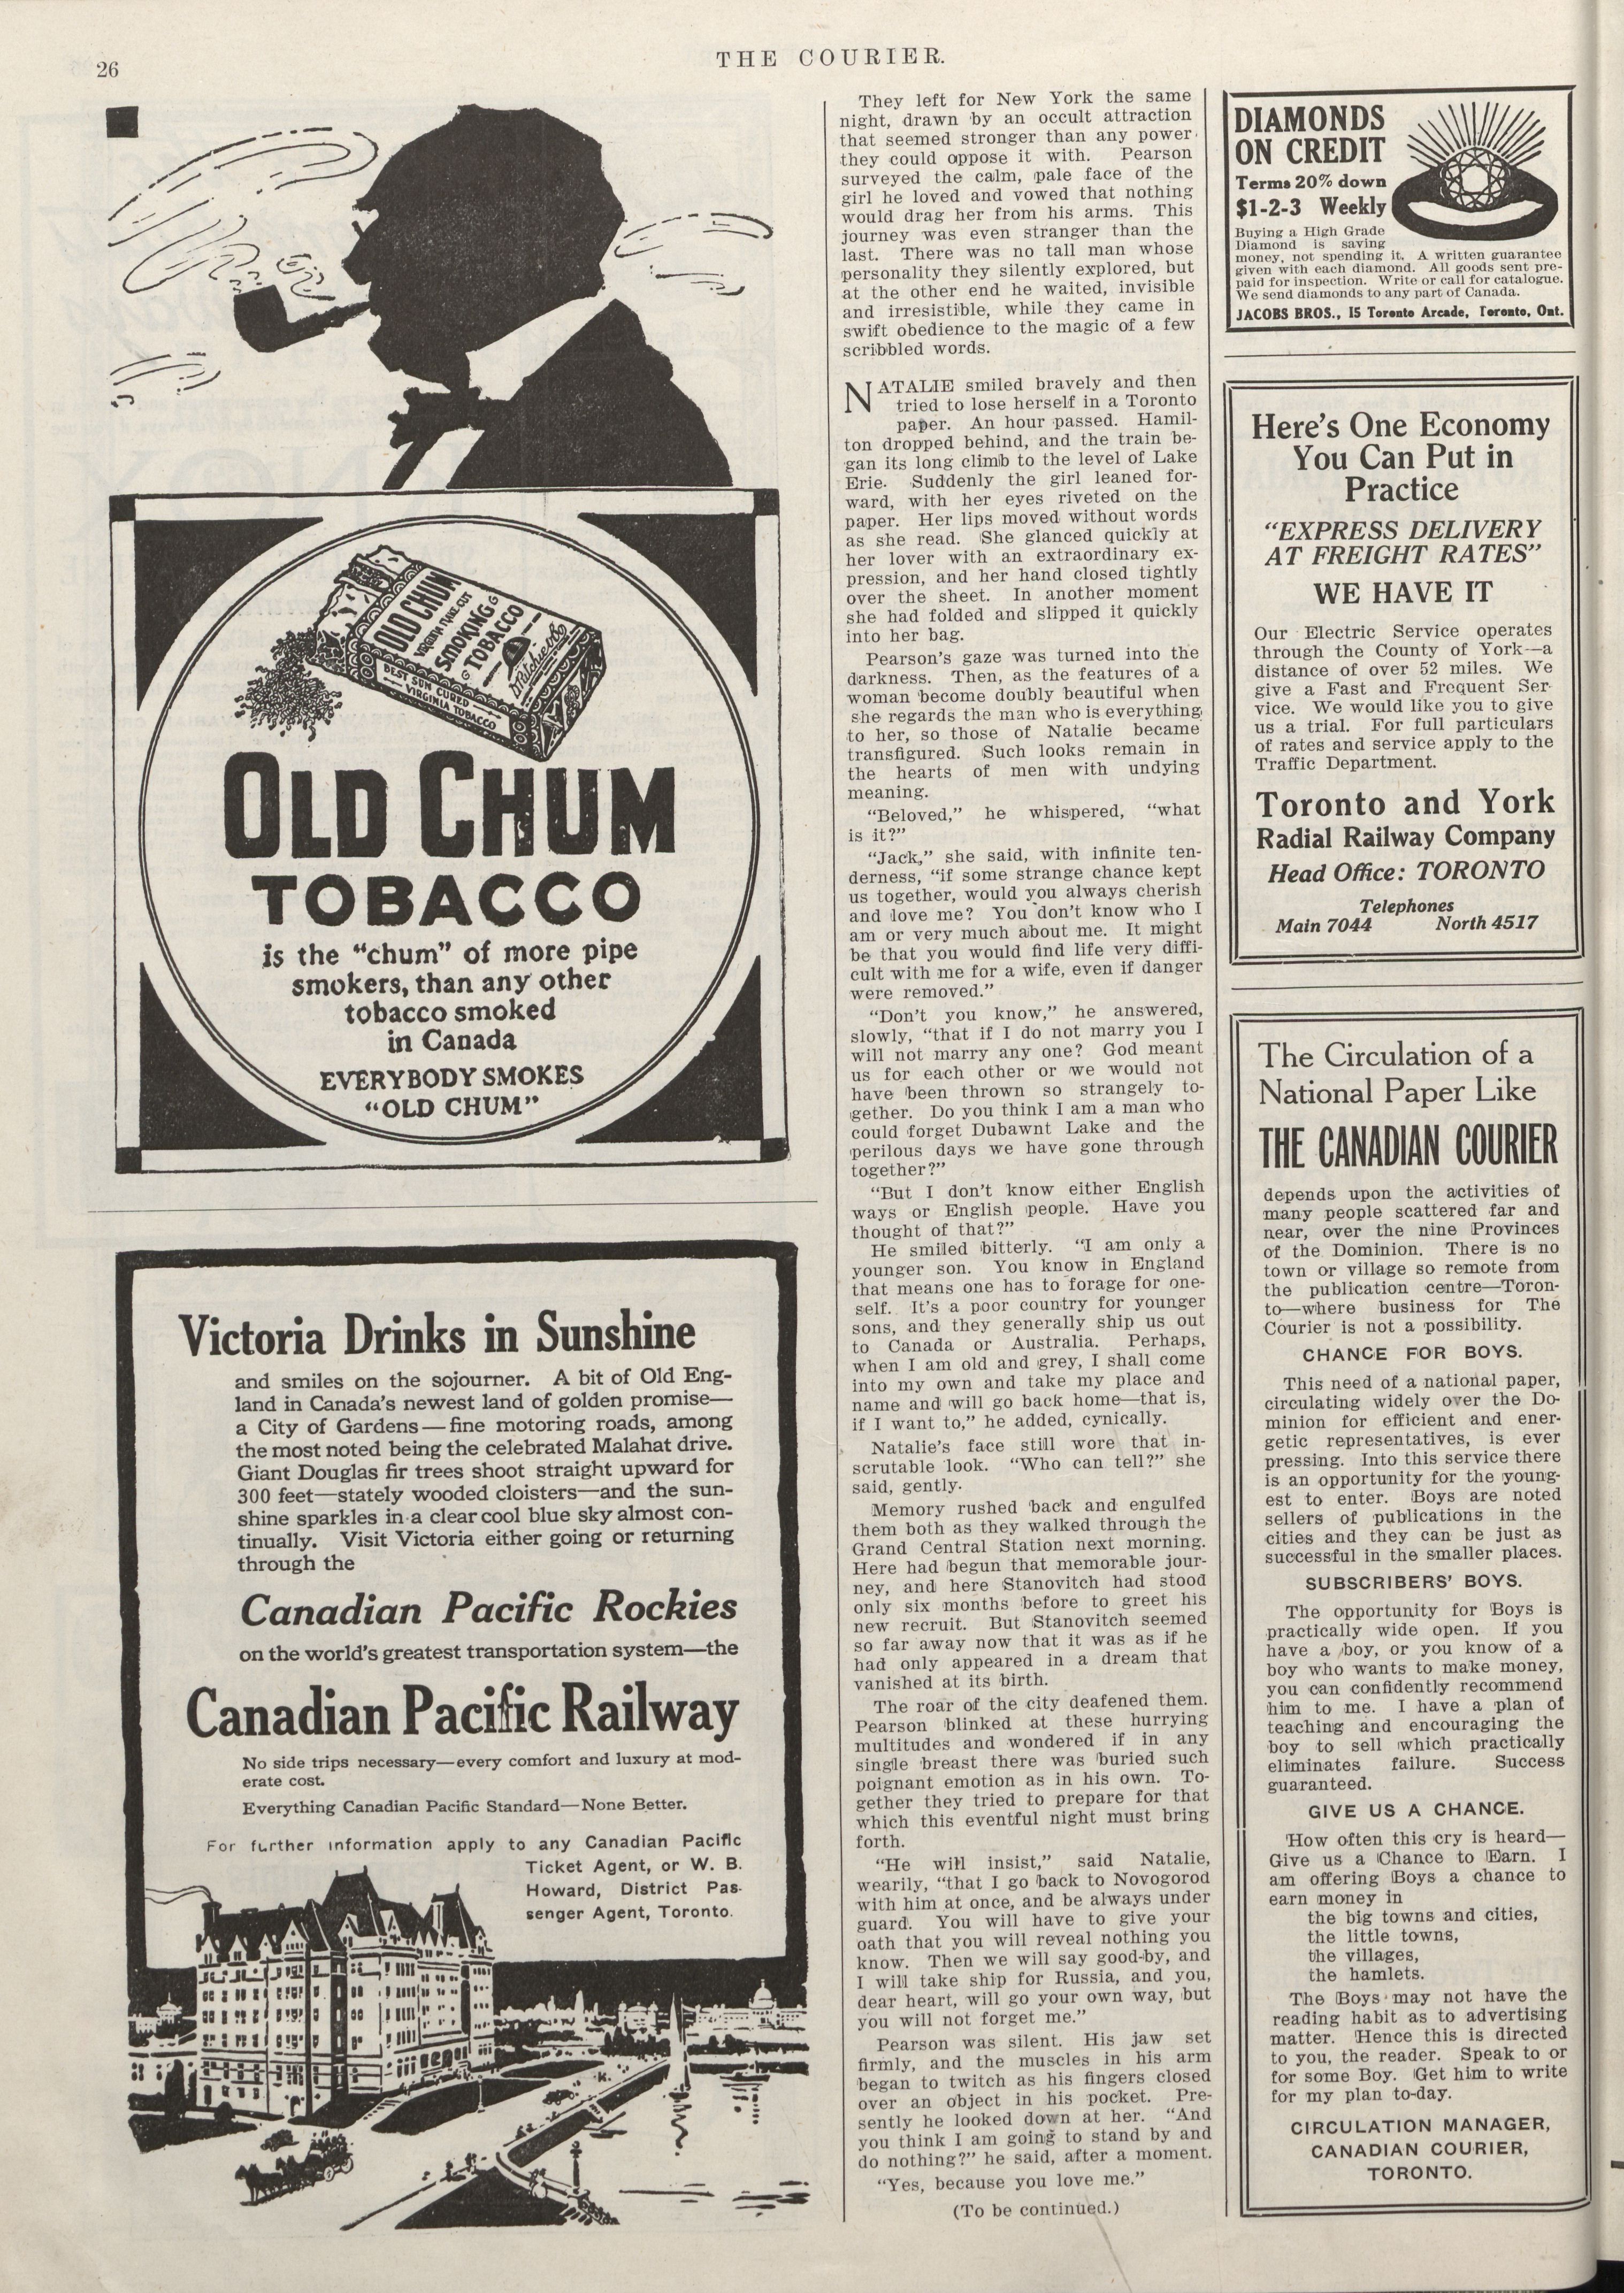 26
THE COURIER.
OLD CHUM
VIRGINIA FLAKE-CUT
SMOKING
TOBACCO
Ritchie's
BEST SUN CURED
VIRGINIA TOBACCO
OLD CHUM
TOBACCO
is the "chum" of more pipe
smokers, than any other
tobacco smoked
in Canada
EVERYBODY SMOKES
"OLD CHUM"
Victoria Drinks in Sunshine
and smiles on the sojourner. A bit of Old Eng-
land in Canada's newest land of golden promise—
a City of Gardens—fine motoring roads, among
the most noted being the celebrated Malahat drive.
Giant Douglas fir trees shoot straight upward for
300 feet—stately wooded cloisters—and the sun-
shine sparkles in a clear cool blue sky almost con-
tinually. Visit Victoria either going or returning
through the
Canadian Pacific Rockies
on the world's greatest transportation system—the
Canadian Pacific Railway
No side trips necessary—every comfort and luxury at mod-
erate cost.
Everything Canadian Pacific Standard—None Better.
For further information apply to any Canadian Pacific
Ticket Agent, or W. B.
Howard, District Pas-
senger Agent, Toronto.
They left for New York the same
night, drawn by an occult attraction
that seemed stronger than any power
they could oppose it with. Pearson
surveyed the calm, pale face of the
girl he loved and vowed that nothing
would drag her from his arms. This
journey was even stranger than the
last. There was no tall man whose
personality they silently explored, but
at the other end he waited, invisible
and irresistible, while they came in
swift obedience to the magic of a few
scribbled words.
NATALIE smiled bravely and then
tried to lose herself in a Toronto
paper. An hour passed. Hamil-
ton dropped behind, and the train be-
gan its long climb to the level of Lake
Erie. Suddenly the girl leaned for-
ward, with her eyes riveted on the
paper. Her lips moved without words
as she read. She glanced quickly at
her lover with an extraordinary ex-
pression, and her hand closed tightly
over the sheet. In another moment
she had folded and slipped it quickly
into her bag.
Pearson's gaze was turned into the
darkness. Then, as the features of a
woman become doubly beautiful when
she regards the man who is everything
to her, so those of Natalie became
transfigured. Such looks remain in
the hearts of men with undying
meaning.
"Beloved," he whispered, "what
is it?"
"Jack," she said, with infinite ten-
derness, "if some strange chance kept
us together, would you always cherish
and love me? You don't know who I
am or very much about me. It might
be that you would find life very diffi-
cult with me for a wife, even if danger
were removed."
"Don't you know," he answered,
slowly, "that if I do not marry you I
will not marry any one? God meant
us for each other or we would not
have been thrown so strangely to-
gether. Do you think I am a man who
could forget Dubawnt Lake and the
perilous days we have gone through
together?"
"But I don't know either English
ways or English people. Have you
thought of that?"
He smiled bitterly. "I am only a
younger son. You know in England
that means one has to forage for one-
self. It's a poor country for younger
sons, and they generally ship us out
to Canada or Australia. Perhaps,
when I am old and grey, I shall come
into my own and take my place and
name and will go back home—that is,
if I want to," he added, cynically.
Natalie's face still wore that in-
scrutable look. "Who can tell?" she
said, gently.
Memory rushed back and engulfed
them both as they walked through the
Grand Central Station next morning.
Here had begun that memorable jour-
ney, and here Stanovitch had stood
only six months before to greet his
new recruit. But Stanovitch seemed
so far away now that it was as if he
had only appeared in a dream that
vanished at its birth.
The roar of the city deafened them.
Pearson blinked at these hurrying
multitudes and wondered if in any
single breast there was buried such
poignant emotion as in his own. To-
gether they tried to prepare for that
which this eventful night must bring
forth.
"He will insist," said Natalie,
wearily, "that I go back to Novogorod
with him at once, and be always under
guard. You will have to give your
oath that you will reveal nothing you
know. Then we will say good-by, and
I will take ship for Russia, and you,
dear heart, will go your own way, but
you will not forget me."
Pearson was silent. His jaw set
firmly, and the muscles in his arm
began to twitch as his fingers closed
over an object in his pocket. Pre-
sently he looked down at her. "And
you think I am going to stand by and
do nothing?" he said, after a moment.
"Yes, because you love me."
(To be continued.)
DIAMONDS
ON CREDIT
Terms 20% down
$1-2-3 Weekly
Buying a High Grade
Diamond is saving
money, not spending it. A written guarantee
given with each diamond. All goods sent pre-
paid for inspection. Write or call for catalogue.
We send diamonds to any part of Canada.
JACOBS BROS., 15 Toronto Arcade, Toronto, Ont.
Here's One Economy
You Can Put in
Practice
"EXPRESS DELIVERY
AT FREIGHT RATES"
WE HAVE IT
Our Electric Service operates
through the County of York—a
distance of over 52 miles. We
give a Fast and Frequent Ser-
vice. We would like you to give
us a trial. For full particulars
of rates and service apply to the
Traffic Department.
Toronto and York
Radial Railway Company
Head Office: TORONTO
Telephones
Main 7044 North 4517
The Circulation of a
National Paper Like
THE CANADIAN COURIER
depends upon the activities of
many people scattered far and
near, over the nine Provinces
of the Dominion. There is no
town or village so remote from
the publication centre—Toron-
to—where business for The
Courier is not a possibility.
CHANCE FOR BOYS.
This need of a national paper,
circulating widely over the Do-
minion for efficient and ener-
getic representatives, is ever
pressing. Into this service there
is an opportunity for the young-
est to enter. Boys are noted
sellers of publications in the
cities and they can be just as
successful in the smaller places.
SUBSCRIBERS' BOYS.
The opportunity for Boys is
practically wide open. If you
have a boy, or you know of a
boy who wants to make money,
you can confidently recommend
him to me. I have a plan of
teaching and encouraging the
boy to sell which practically
eliminates failure. Success
guaranteed.
GIVE US A CHANCE.
How often this cry is heard—
Give us a Chance to Earn. I
am offering Boys a chance to
earn money in
the big towns and cities,
the little towns,
the villages,
the hamlets.
The Boys may not have the
reading habit as to advertising
matter. Hence this is directed
to you, the reader. Speak to or
for some Boy. Get him to write
for my plan to-day.
CIRCULATION MANAGER,
CANADIAN COURIER,
TORONTO.